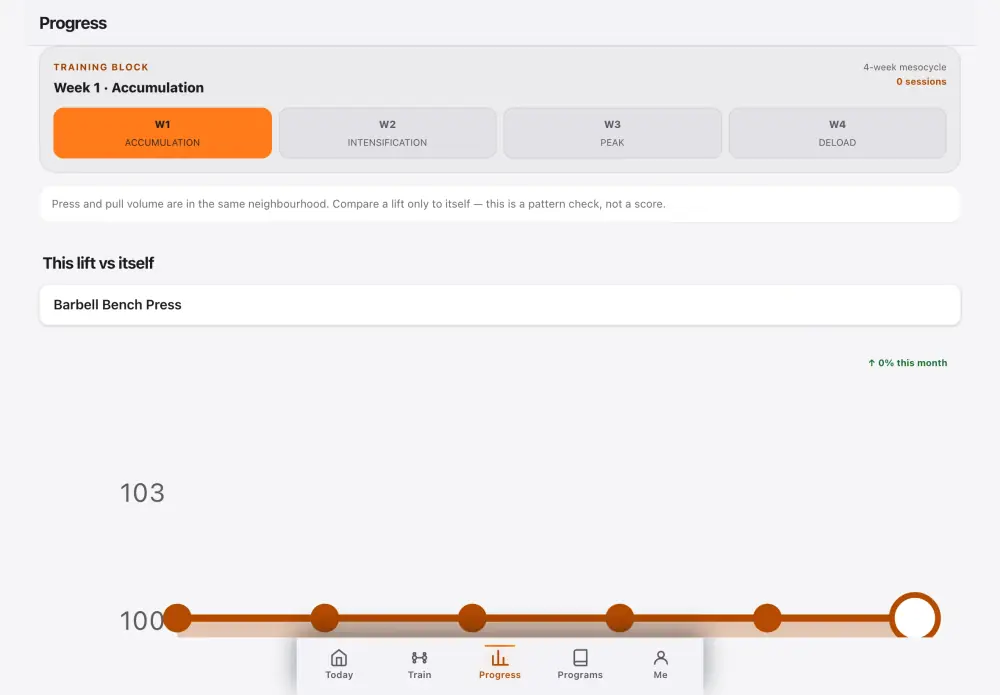 Progress
TRAINING BLOCK
4-week mesocycle
Week 1 · Accumulation
0 sessions
W1
ACCUMULATION
W2
INTENSIFICATION
W3
PEAK
W4
DELOAD
Press and pull volume are in the same neighbourhood. Compare a lift only to itself — this is a pattern check, not a score.
This lift vs itself
Barbell Bench Press
↑ 0% this month
103
100
Today
Train
Progress
Programs
Me